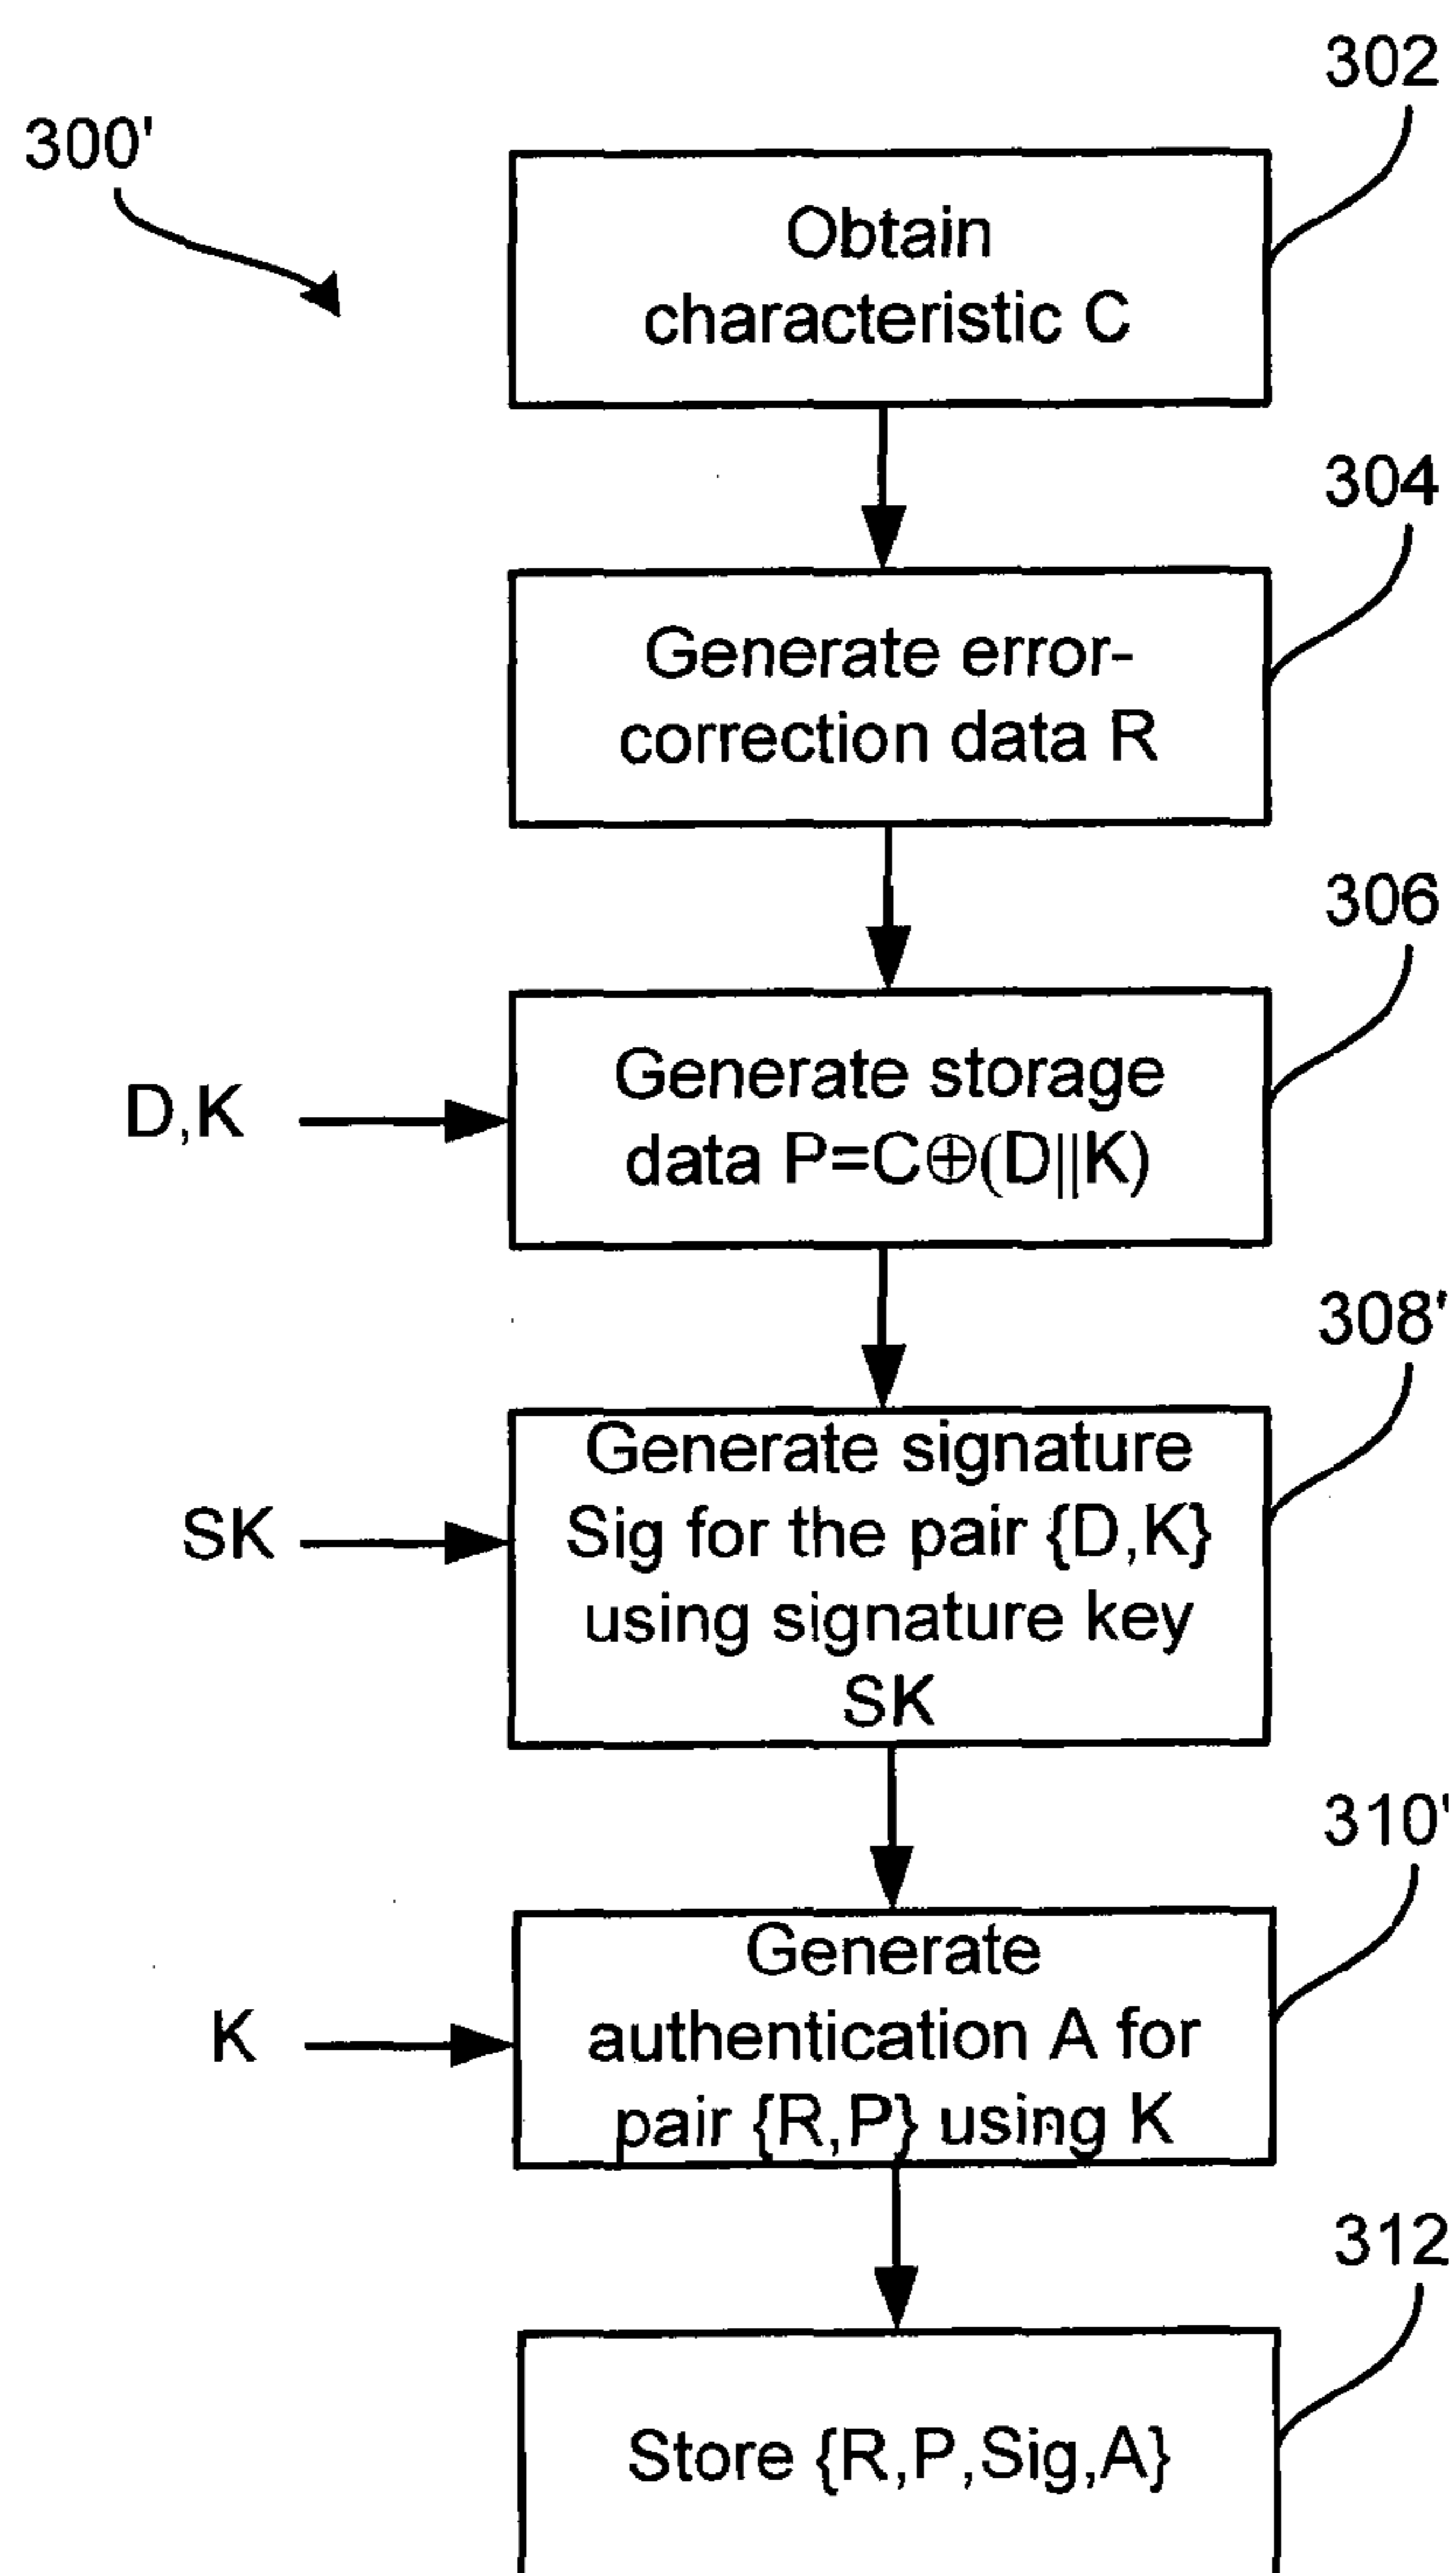 302
300'
Obtain
characteristic C
304
Generate error-
correction data R
306
D,K
Generate storage
data P=C⊕(D||K)
308'
SK
Generate signature
Sig for the pair {D,K}
using signature key
SK
310'
K
Generate
authentication A for
pair {R,P} using K
312
Store {R,P,Sig,A}